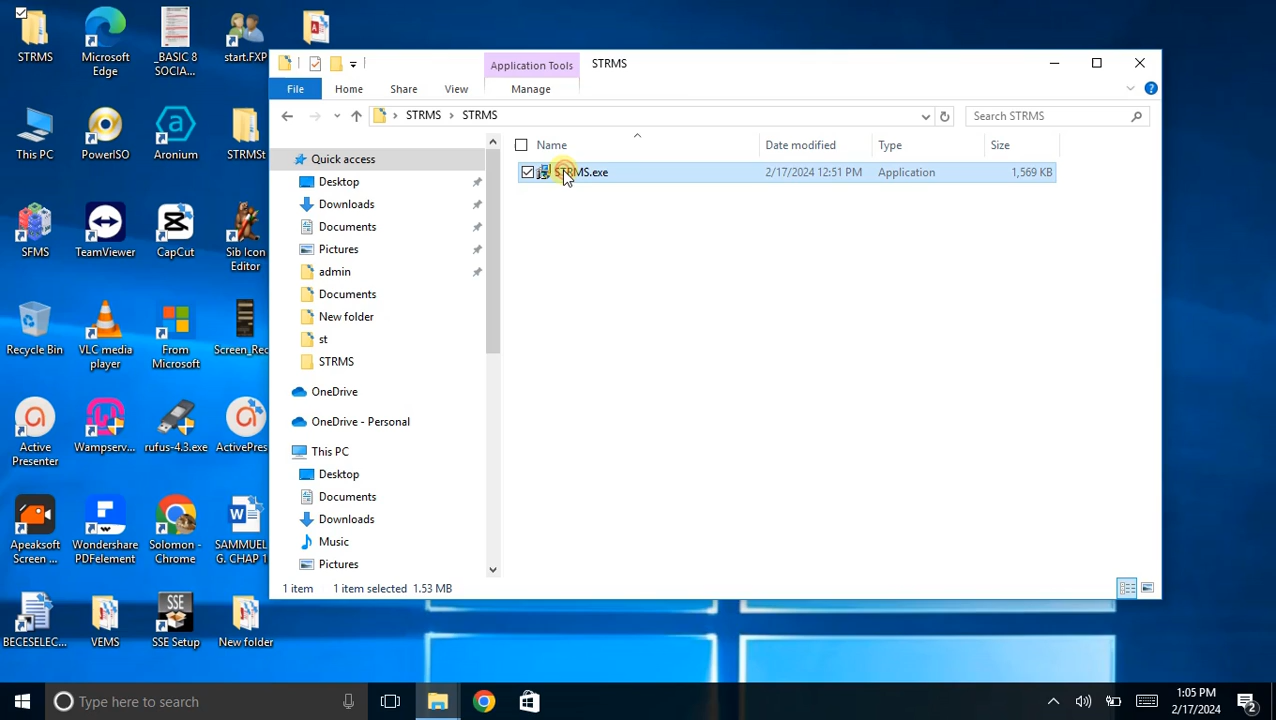 STRMS
Microsoft Edge
_BASIC 8 SOCIA...
start.FXP
This PC
PowerISO
Aronium
STRMSt
SFMS
TeamViewer
CapCut
Sib Icon Editor
Recycle Bin
VLC media player
From Microsoft
Screen_Rec
Active Presenter
Wampserv...
rufus-4.3.exe
ActivePres
Apeaksoft Screen ...
Wondershare PDFelement
Solomon - Chrome
SAMMUEL G. CHAP 1
BECESELEC...
VEMS
SSE
SSE Setup
New folder
Application Tools
STRMS
File
Home
Share
View
Manage
STRMS
STRMS
Search STRMS
Quick access
Desktop
Downloads
Documents
Pictures
admin
Documents
New folder
st
STRMS
OneDrive
OneDrive - Personal
This PC
Desktop
Documents
Downloads
Music
Pictures
Name
Date modified
Type
Size
STRMS.exe
2/17/2024 12:51 PM
Application
1,569 KB
1 item
1 item selected 1.53 MB
Type here to search
1:05 PM
2/17/2024
2